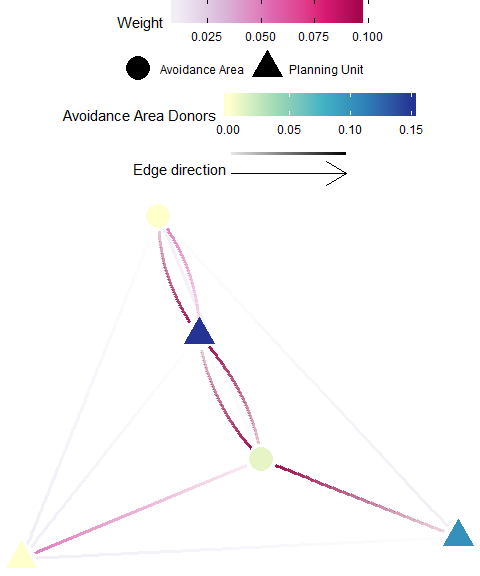 Weight
0.025 0.050 0.075 0.100
Avoidance Area Planning Unit
Avoidance Area Donors
0.00 0.05 0.10 0.15
Edge direction